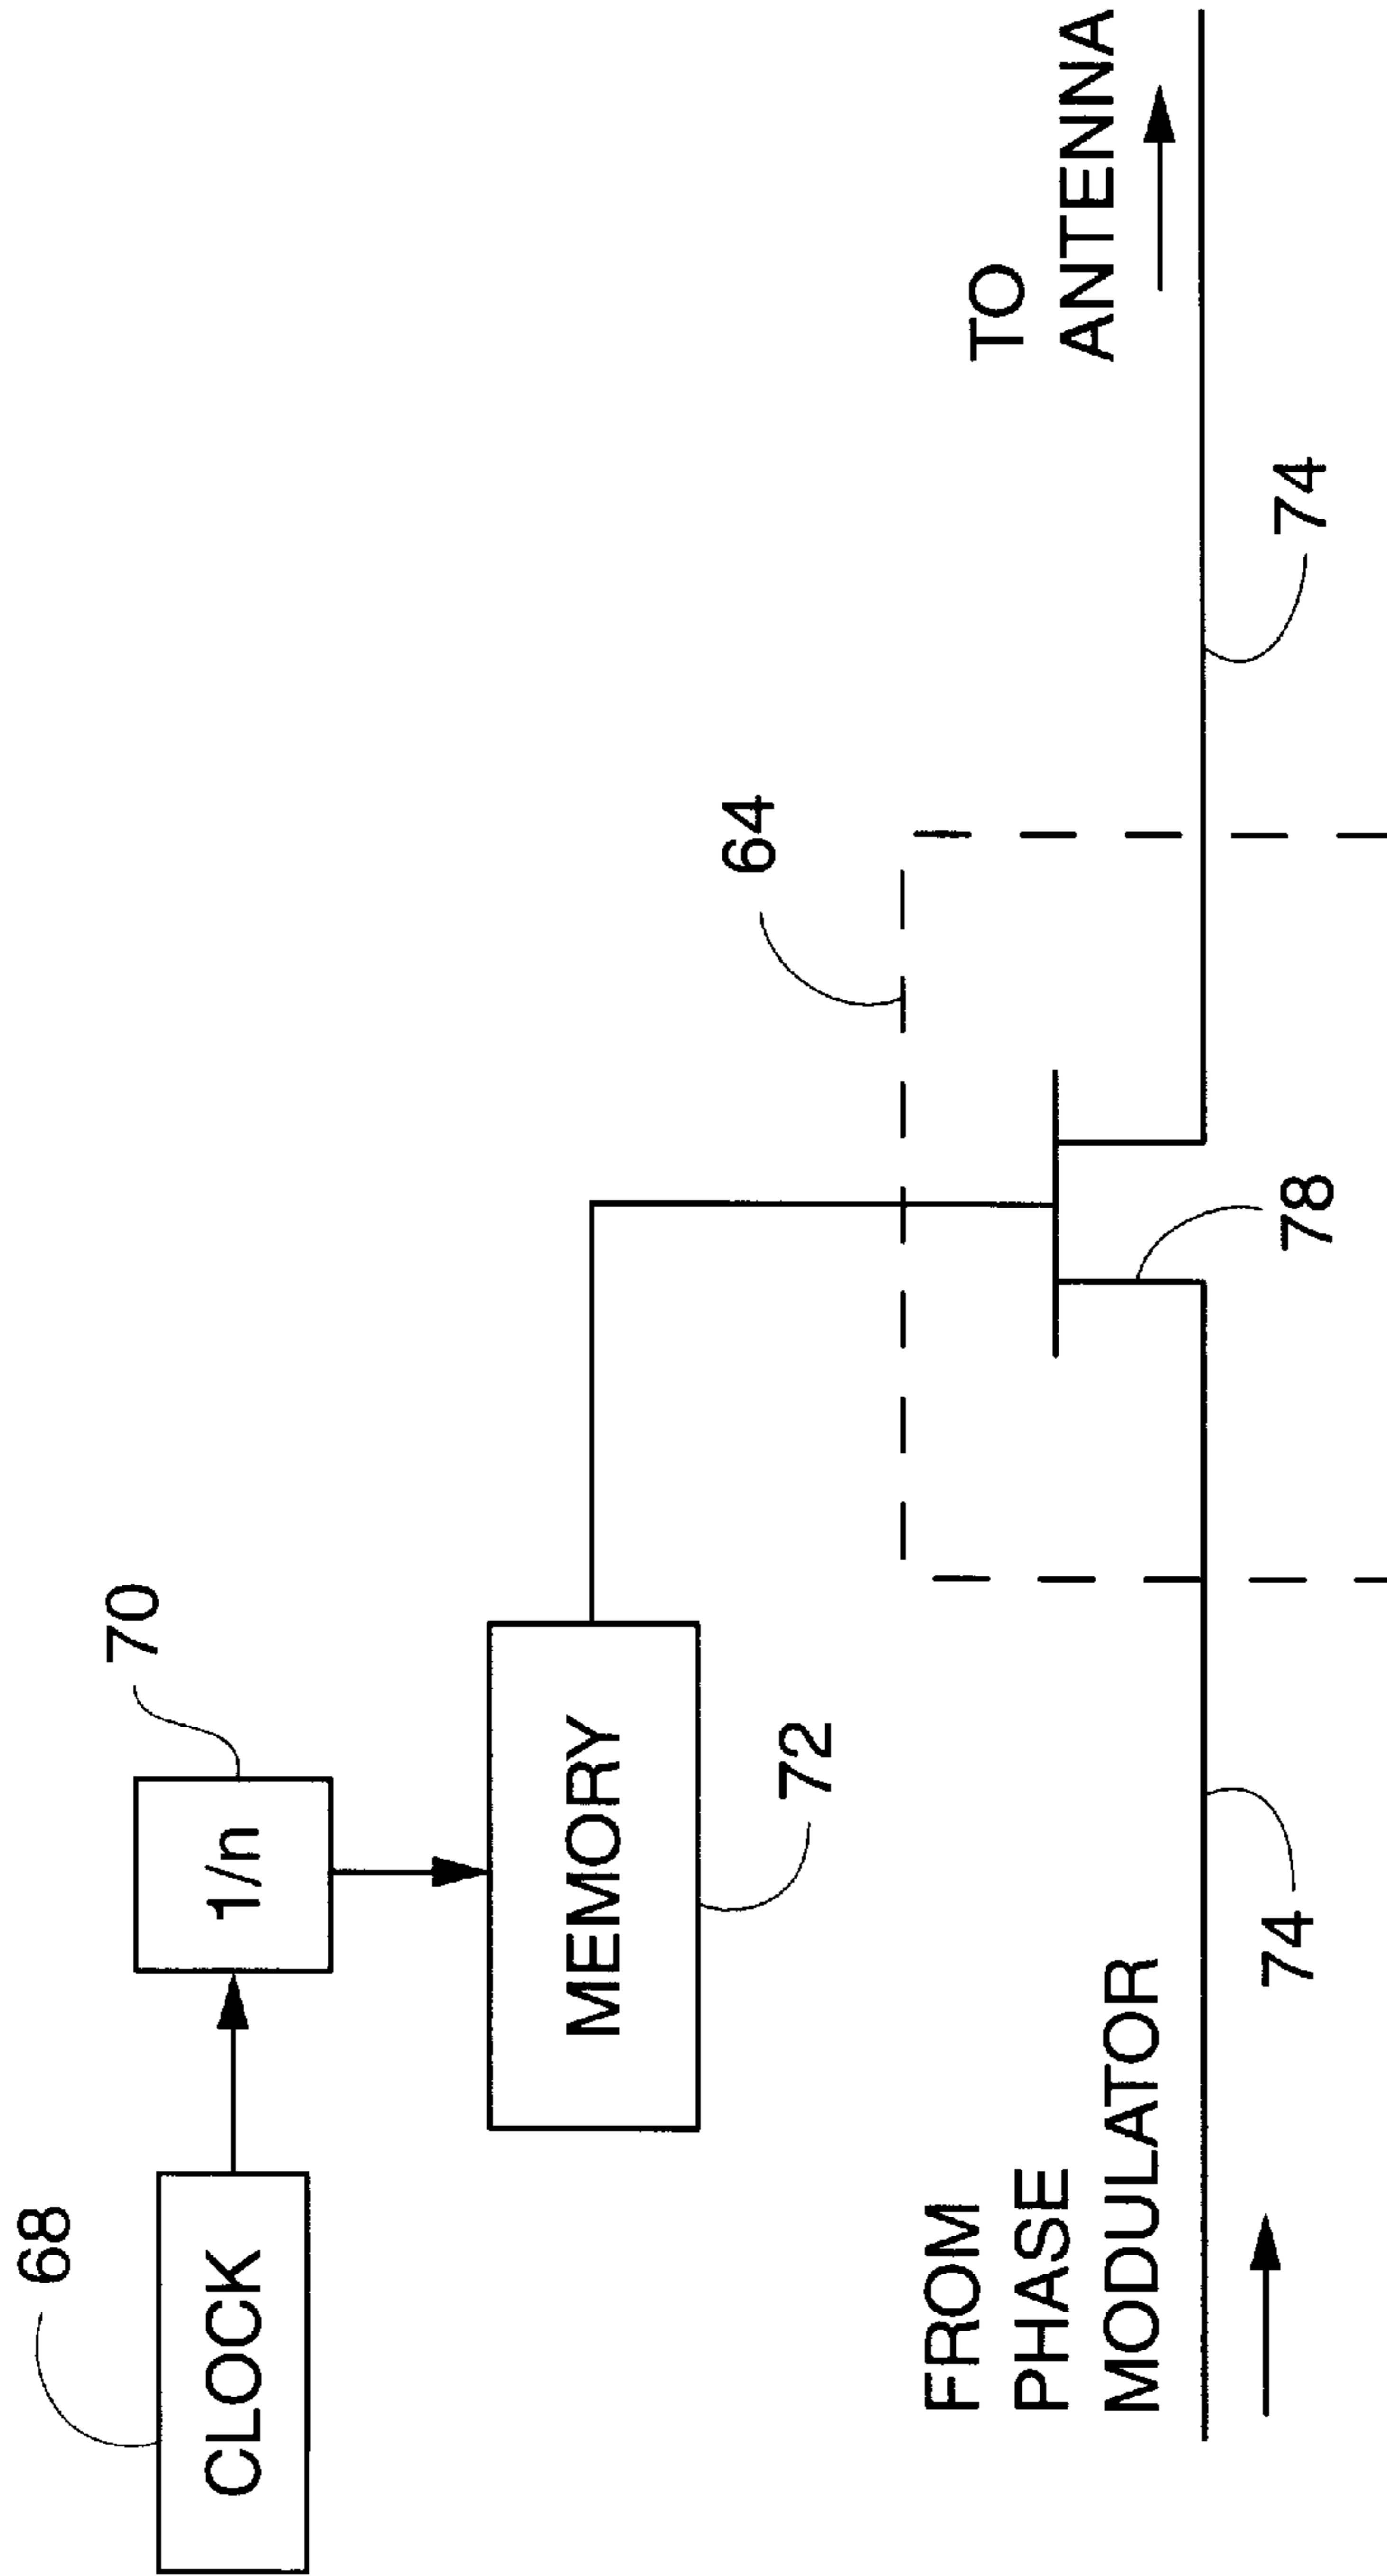 68
CLOCK
70
1/n
MEMORY
72
64
FROM
PHASE
MODULATOR
74
78
74
TO
ANTENNA